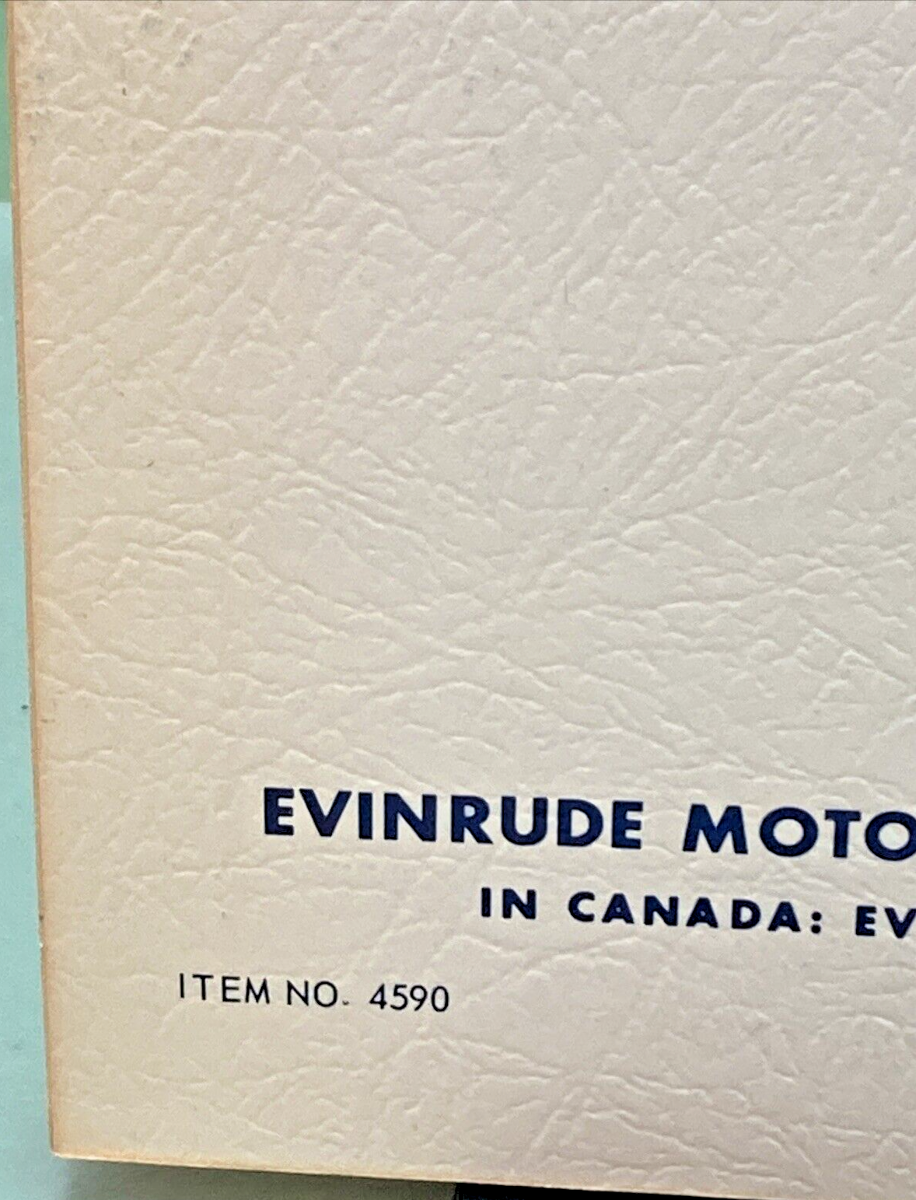 EVINRUDE MOTO
IN CANADA: EV
ITEM NO. 4590